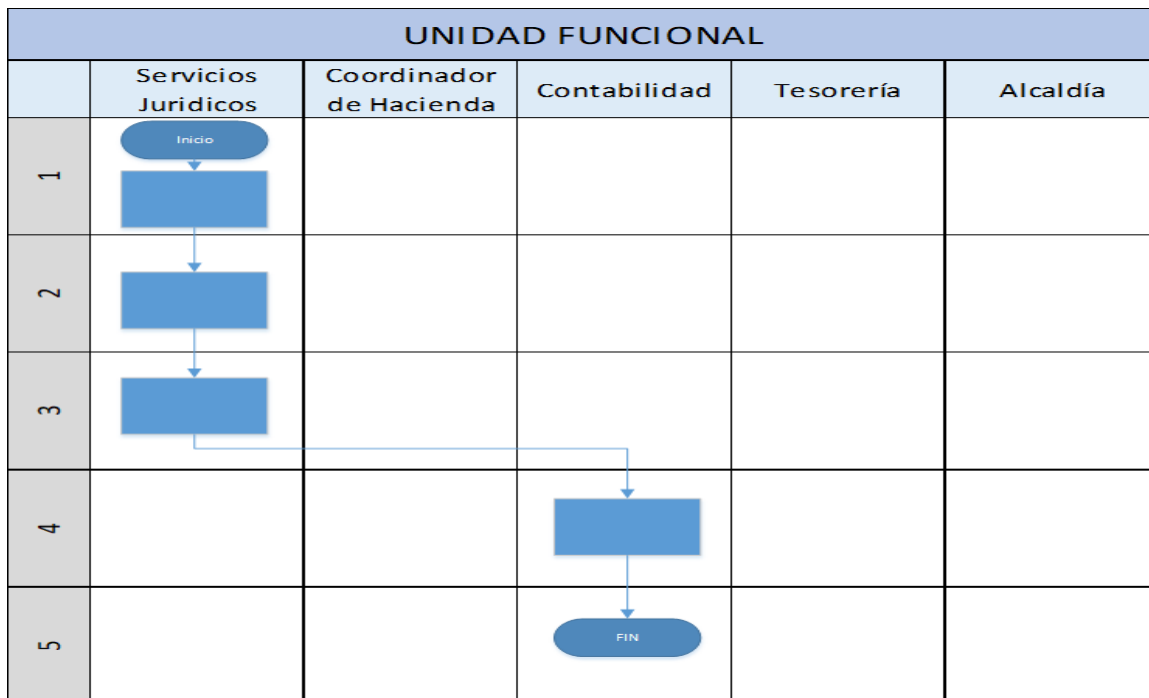 UNIDAD FUNCIONAL
Servicios
Juridicos
Coordinador
de Hacienda
Contabilidad
Tesorería
Alcaldía
Inicio
1
2
3
4
5
FIN